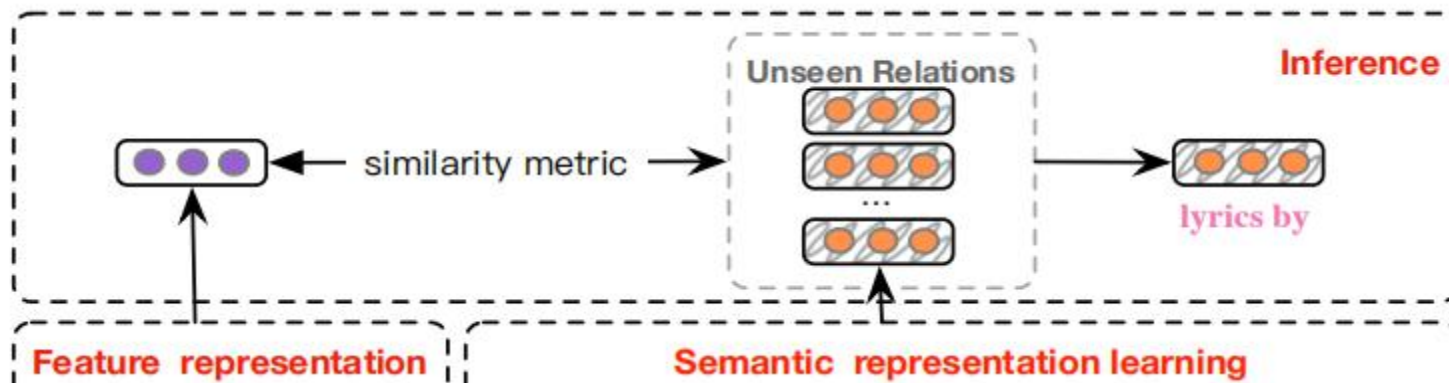 Inference
Unseen Relations
similarity metric
...
lyrics by
Feature representation
Semantic representation learning